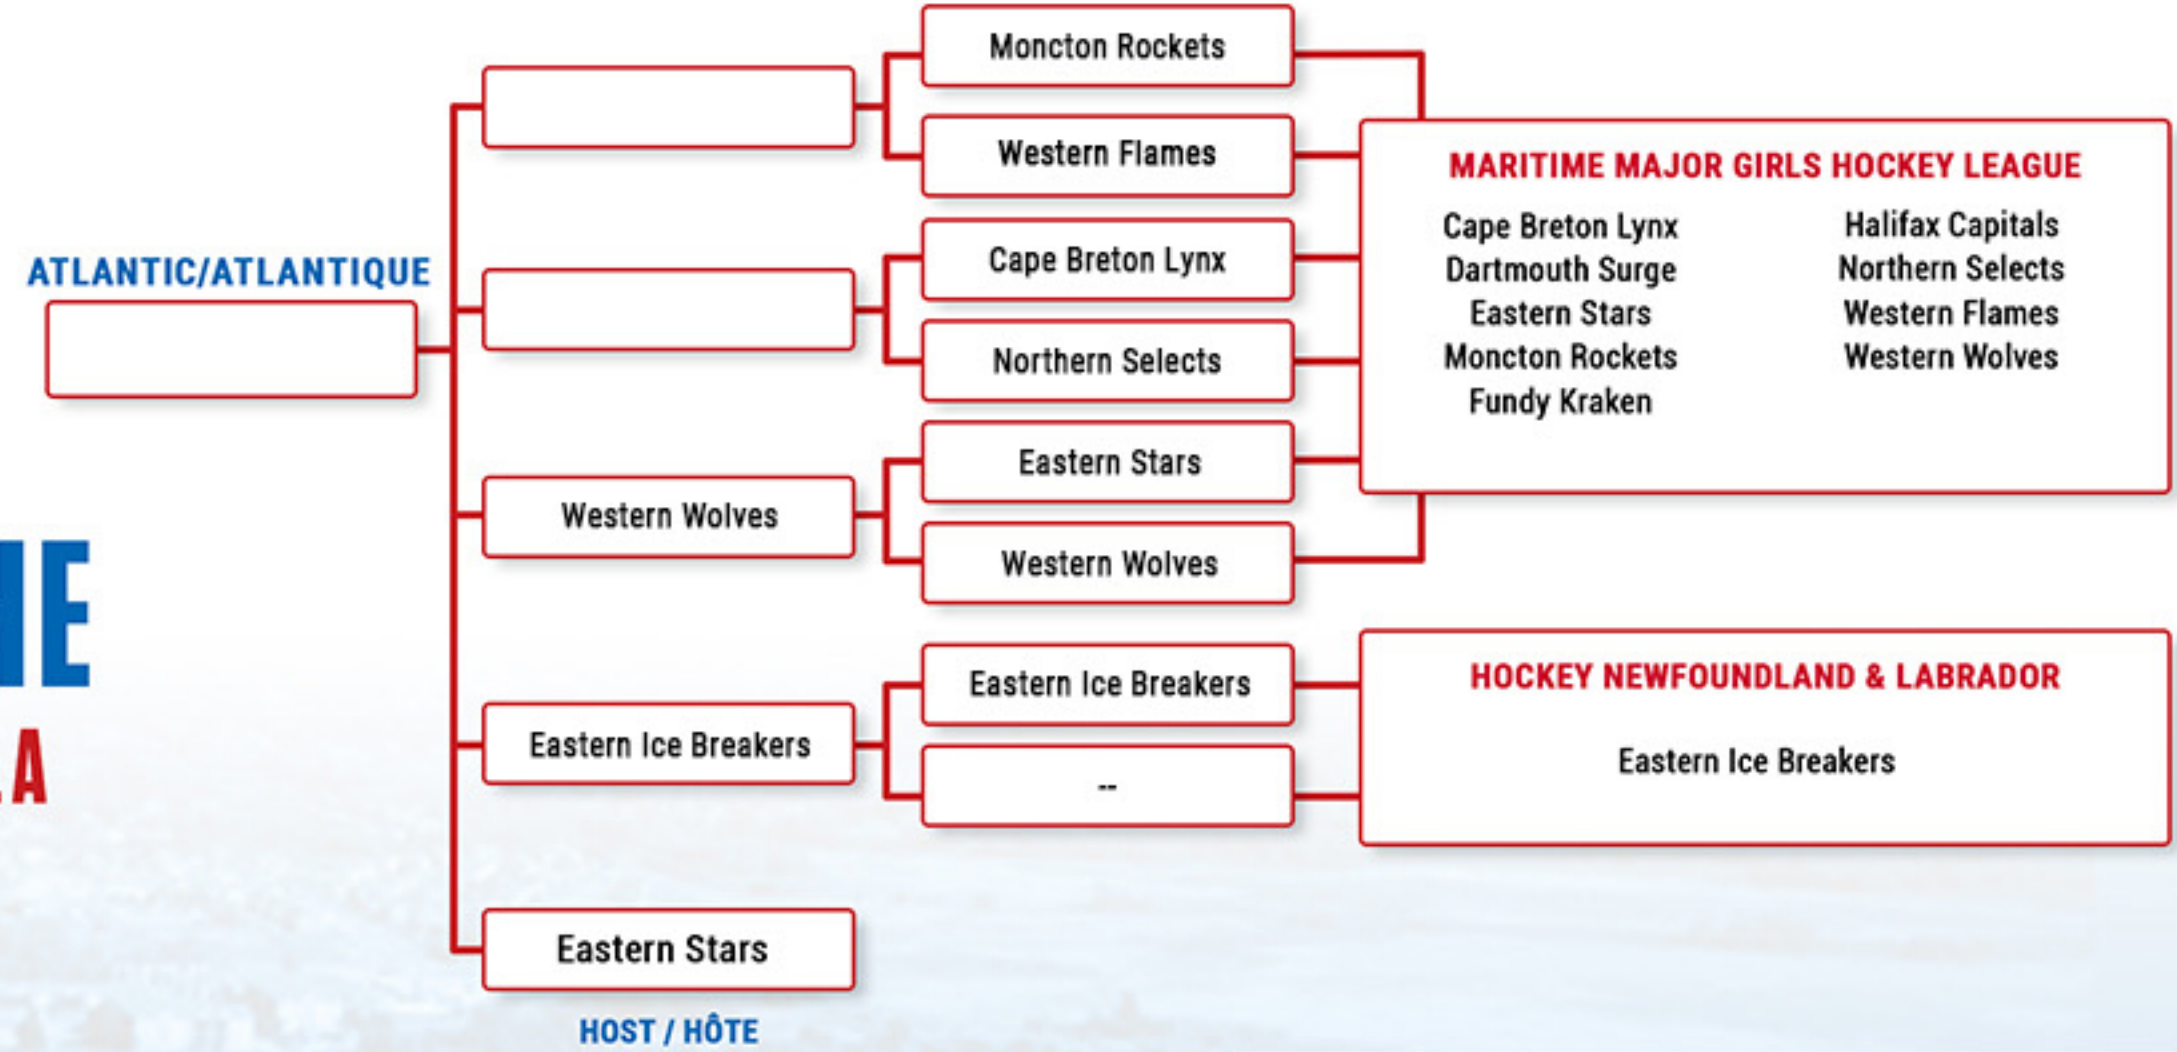 Moncton Rockets
Western Flames
MARITIME MAJOR GIRLS HOCKEY LEAGUE
Cape Breton Lynx
Halifax Capitals
Dartmouth Surge
Northern Selects
Eastern Stars
Western Flames
Moncton Rockets
Western Wolves
Fundy Kraken
Cape Breton Lynx
Northern Selects
ATLANTIC/ATLANTIQUE
Eastern Stars
Western Wolves
Western Wolves
Eastern Ice Breakers
--
Eastern Ice Breakers
HOCKEY NEWFOUNDLAND & LABRADOR
Eastern Ice Breakers
Eastern Stars
HOST / HÔTE